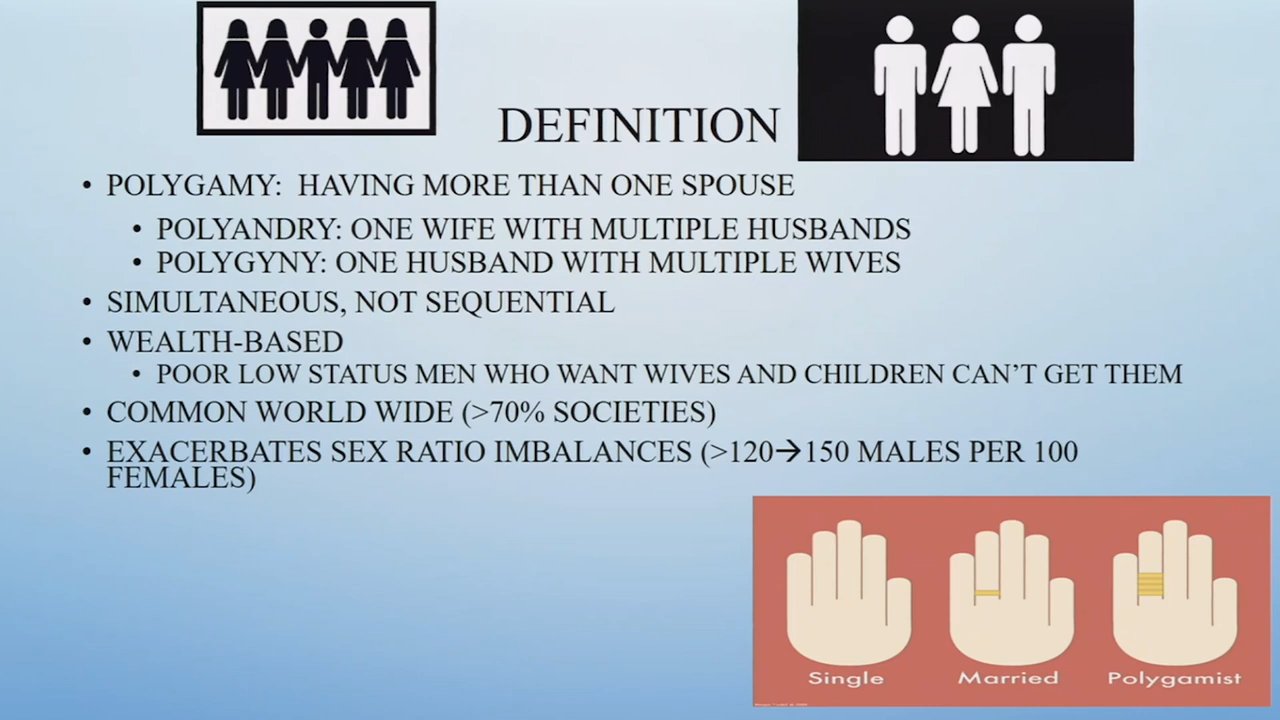 DEFINITION
• POLYGAMY: HAVING MORE THAN ONE SPOUSE
• POLYANDRY: ONE WIFE WITH MULTIPLE HUSBANDS
• POLYGYNY: ONE HUSBAND WITH MULTIPLE WIVES
• SIMULTANEOUS, NOT SEQUENTIAL
• WEALTH-BASED
• POOR LOW STATUS MEN WHO WANT WIVES AND CHILDREN CAN'T GET THEM
• COMMON WORLD WIDE (>70% SOCIETIES)
• EXACERBATES SEX RATIO IMBALANCES (>120→150 MALES PER 100
FEMALES)
Single Married Polygamist